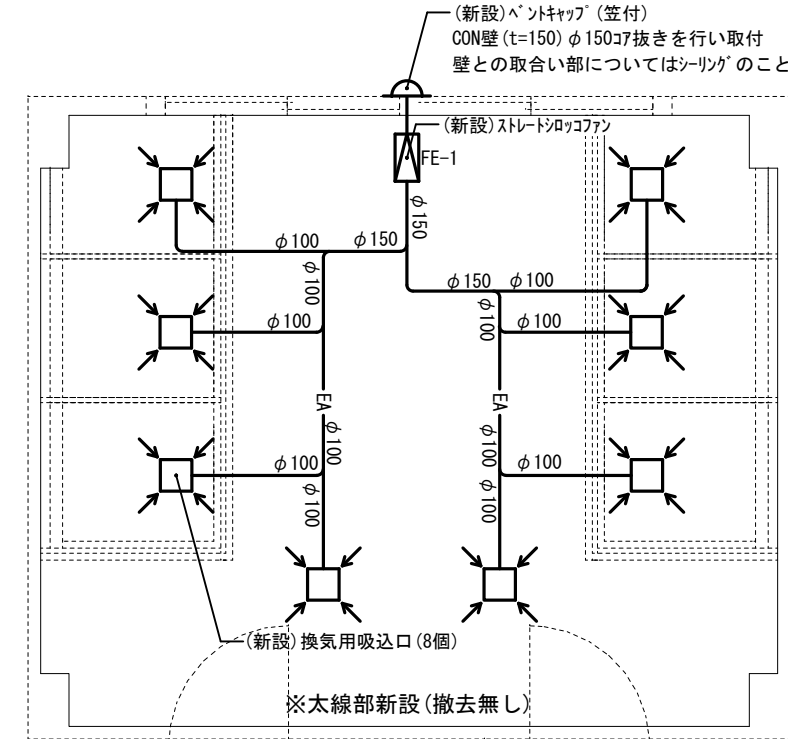 (新設)ベントキャップ(笠付)
CON壁(t=150)φ150コア抜きを行い取付
壁との取合い部についてはシーリングのこと
(新設)ストレートシロッコファン
FE-1
φ150
φ100
φ150
φ150
φ100
φ100
φ100
φ100
φ100
φ100
EA
EA
φ100
φ100
φ100
φ100
φ100
φ100
(新設)換気用吸込口(8個)
※太線部新設(撤去無し)